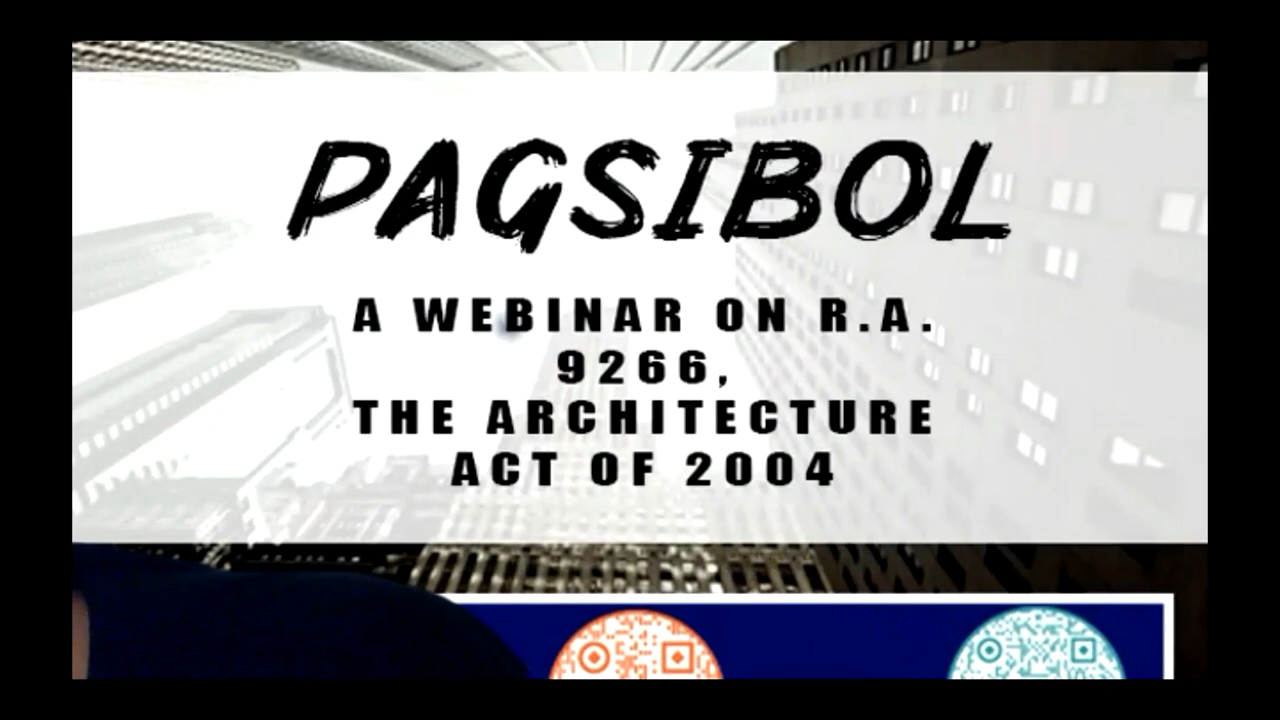 PAGSIBOL
A WEBINAR ON R.A.
9266,
THE ARCHITECTURE
ACT OF 2004